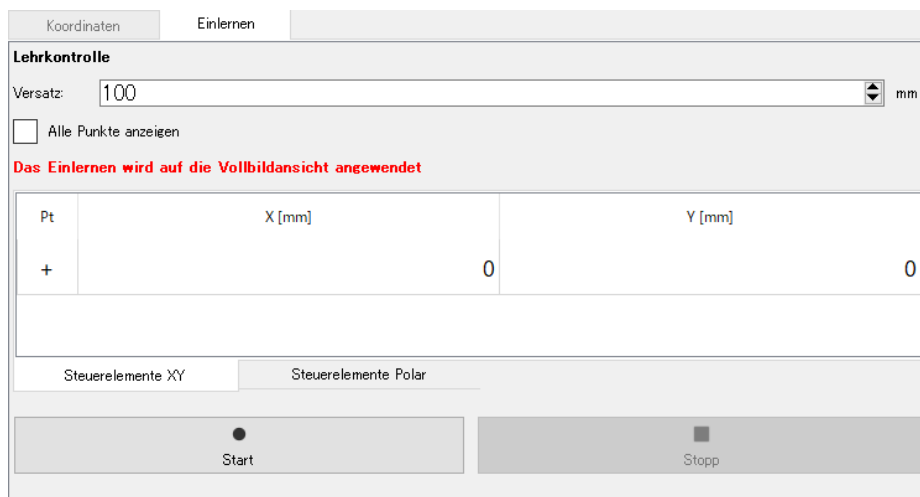 Koordinaten Einlernen
Lehrkontrolle
Versatz: 100 mm
Alle Punkte anzeigen
Das Einlernen wird auf die Vollbildansicht angewendet
Pt X [mm] Y [mm]
+ 0 0
Steuerelemente XY Steuerelemente Polar
Start Stopp